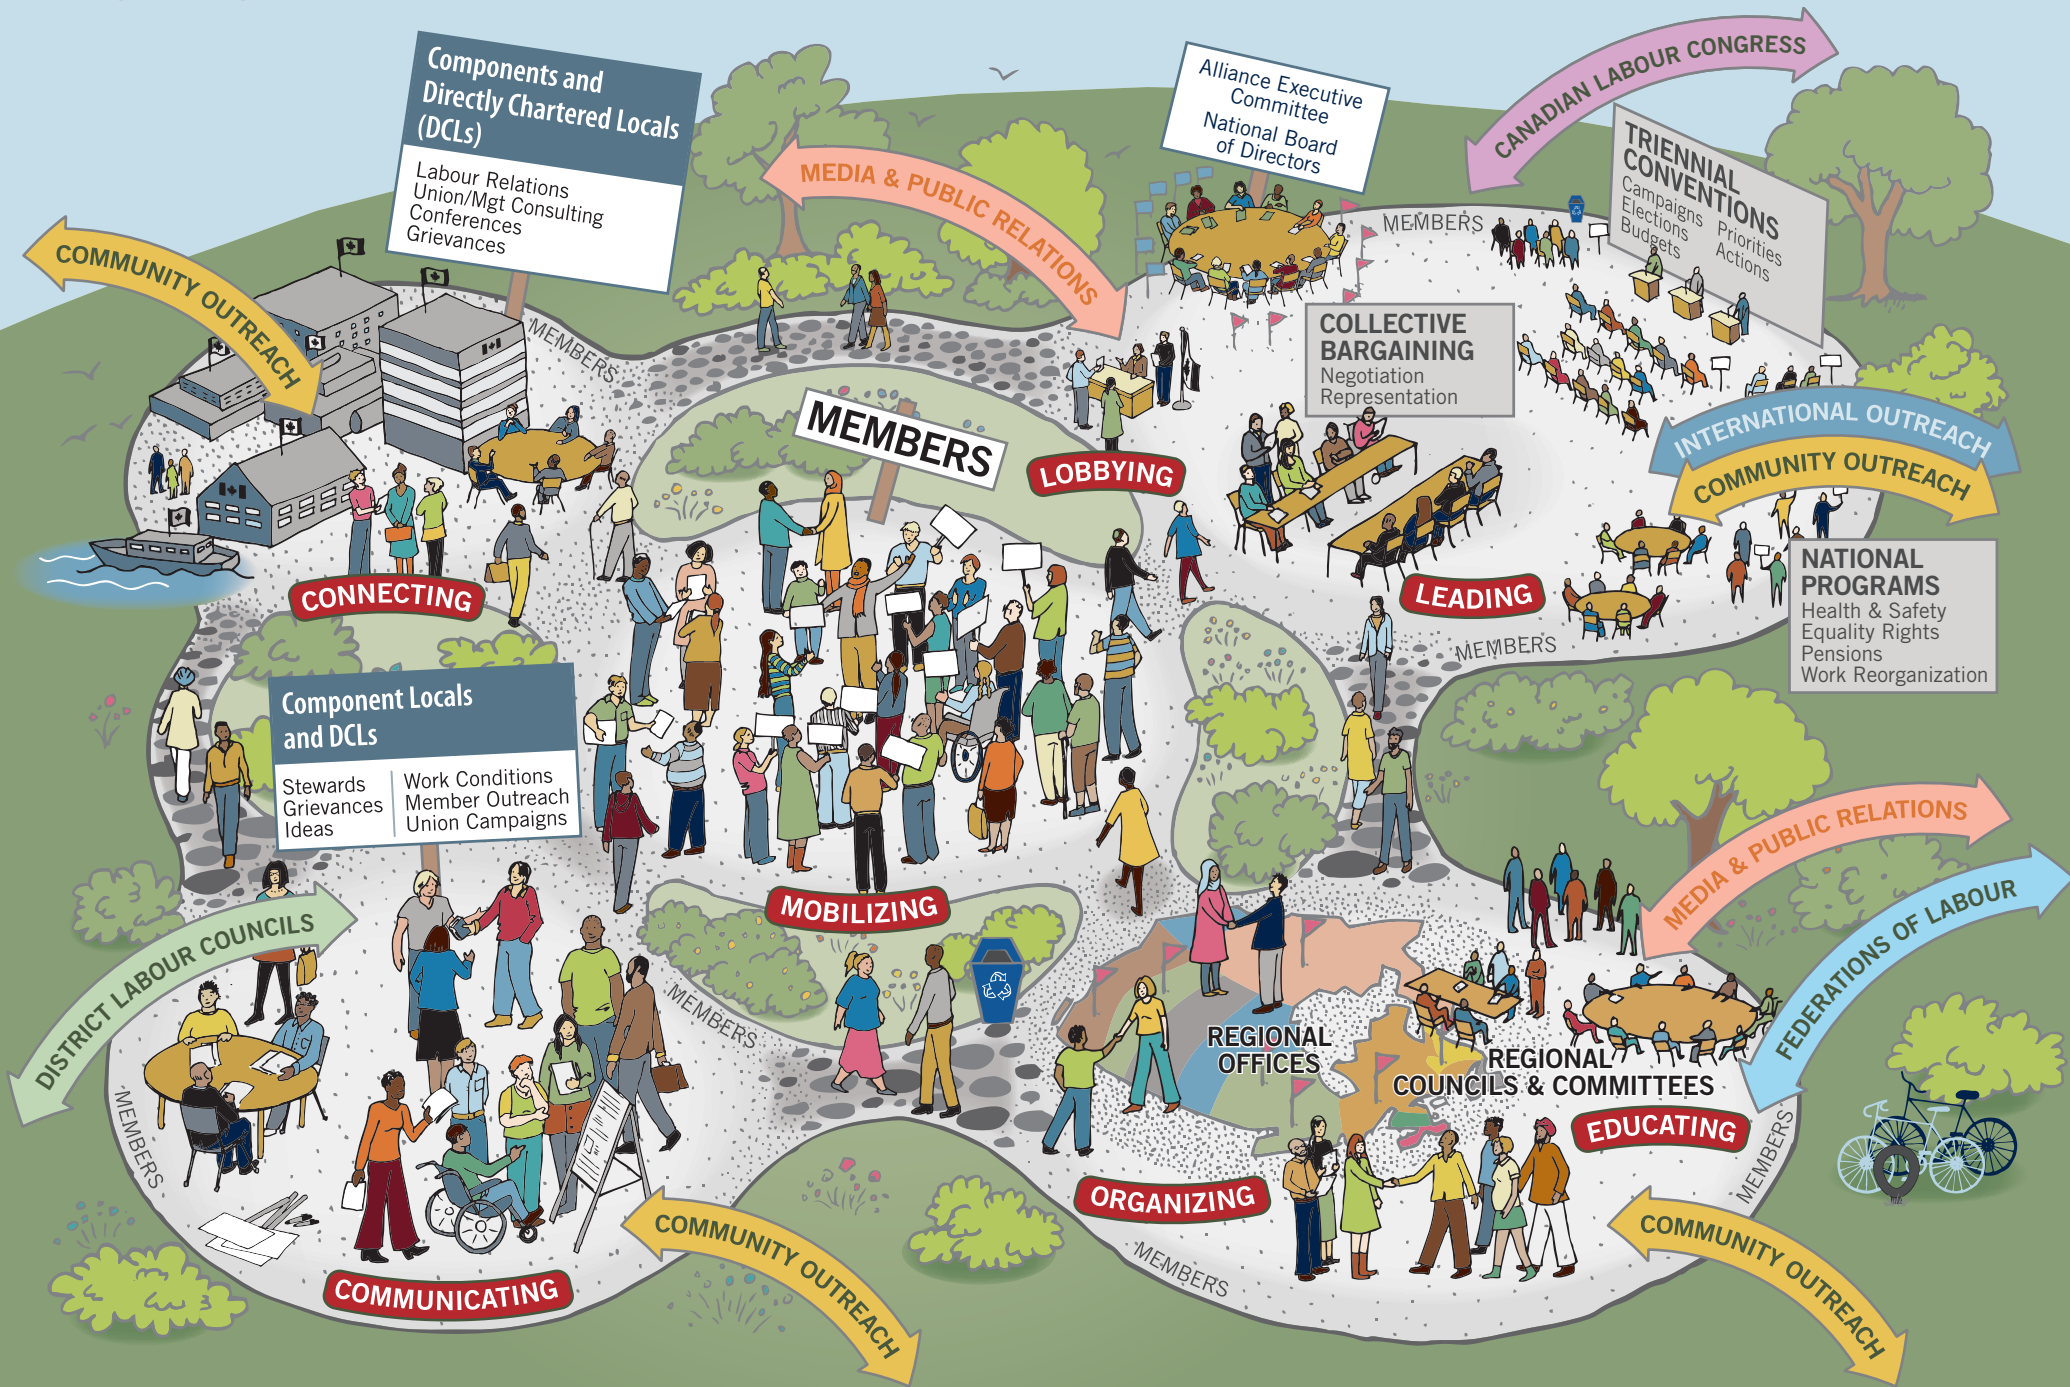 Components and
Directly Chartered Locals
(DCLs)
Labour Relations
Union/Mgt Consulting
Conferences
Grievances
COMMUNITY OUTREACH
MEMBERS
MEDIA & PUBLIC RELATIONS
Alliance Executive
Committee
National Board
of Directors
CANADIAN LABOUR CONGRESS
MEMBERS
TRIENNIAL
CONVENTIONS
Campaigns
Elections
Budgets
Priorities
Actions
COLLECTIVE
BARGAINING
Negotiation
Representation
INTERNATIONAL OUTREACH
COMMUNITY OUTREACH
MEMBERS
LOBBYING
CONNECTING
LEADING
NATIONAL
PROGRAMS
Health & Safety
Equality Rights
Pensions
Work Reorganization
MEMBERS
Component Locals
and DCLs
Stewards
Grievances
Ideas
Work Conditions
Member Outreach
Union Campaigns
MOBILIZING
MEDIA & PUBLIC RELATIONS
FEDERATIONS OF LABOUR
DISTRICT LABOUR COUNCILS
MEMBERS
REGIONAL
OFFICES
REGIONAL
COUNCILS & COMMITTEES
EDUCATING
MEMBERS
MEMBERS
ORGANIZING
COMMUNITY OUTREACH
COMMUNITY OUTREACH
MEMBERS
COMMUNICATING